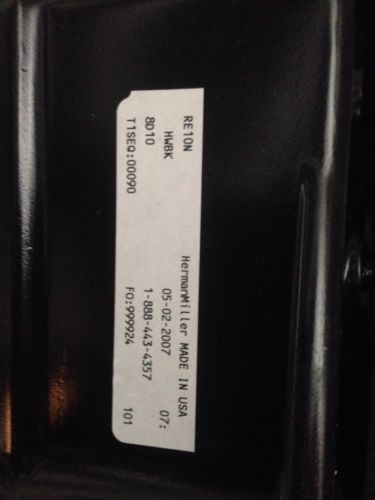 RE10N HermanMiller MADE IN USA
HWBK 05-02-2007 07:
8D10 1-888-443-4357
T1SEQ:00090 FO:999924 101